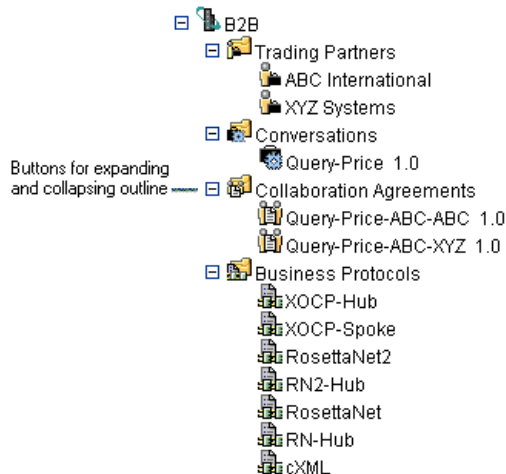 B2B
Trading Partners
ABC International
XYZ Systems
Conversations
Query-Price 1.0
Buttons for expanding
and collapsing outline
Collaboration Agreements
Query-Price-ABC-ABC 1.0
Query-Price-ABC-XYZ 1.0
Business Protocols
XOCP-Hub
XOCP-Spoke
RosettaNet2
RN2-Hub
RosettaNet
RN-Hub
cXML